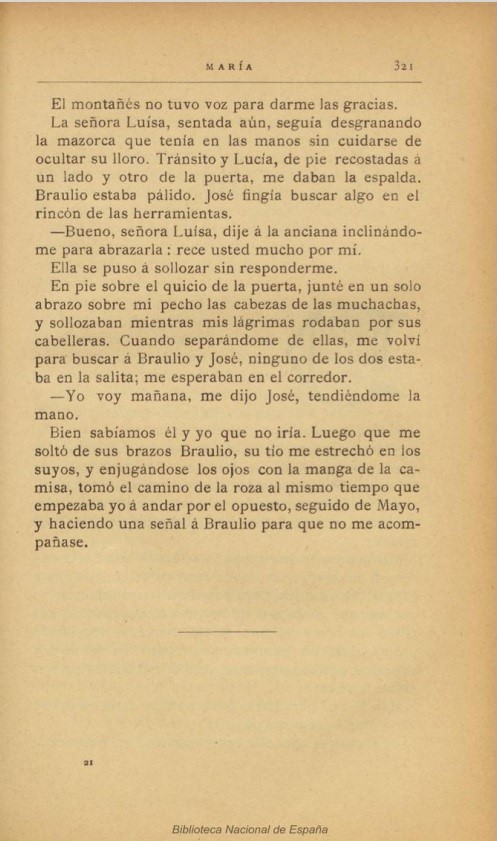 MARÍA 321
El montañés no tuvo voz para darme las gracias.
La señora Luísa, sentada aún, seguía desgranando
la mazorca que tenía en las manos sin cuidarse de
ocultar su lloro. Tránsito y Lucía, de pie recostadas á
un lado y otro de la puerta, me daban la espalda.
Braulio estaba pálido. José fingía buscar algo en el
rincón de las herramientas.
—Bueno, señora Luísa, dije á la anciana inclinándo-
me para abrazarla : rece usted mucho por mí.
Ella se puso á sollozar sin responderme.
En pie sobre el quicio de la puerta, junté en un solo
abrazo sobre mi pecho las cabezas de las muchachas,
y sollozaban mientras mis lágrimas rodaban por sus
cabelleras. Cuando separándome de ellas, me volví
para buscar á Braulio y José, ninguno de los dos esta-
ba en la salita; me esperaban en el corredor.
—Yo voy mañana, me dijo José, tendiéndome la
mano.
Bien sabíamos él y yo que no iría. Luego que me
soltó de sus brazos Braulio, su tío me estrechó en los
suyos, y enjugándose los ojos con la manga de la ca-
misa, tomó el camino de la roza al mismo tiempo que
empezaba yo á andar por el opuesto, seguido de Mayo,
y haciendo una señal á Braulio para que no me acom-
pañase.
21
Biblioteca Nacional de España